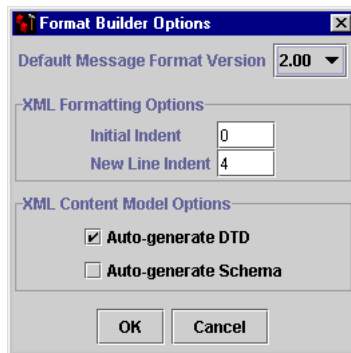 Format Builder Options
Default Message Format Version 2.00
XML Formatting Options
Initial Indent 0
New Line Indent 4
XML Content Model Options
Auto-generate DTD
Auto-generate Schema
OK Cancel